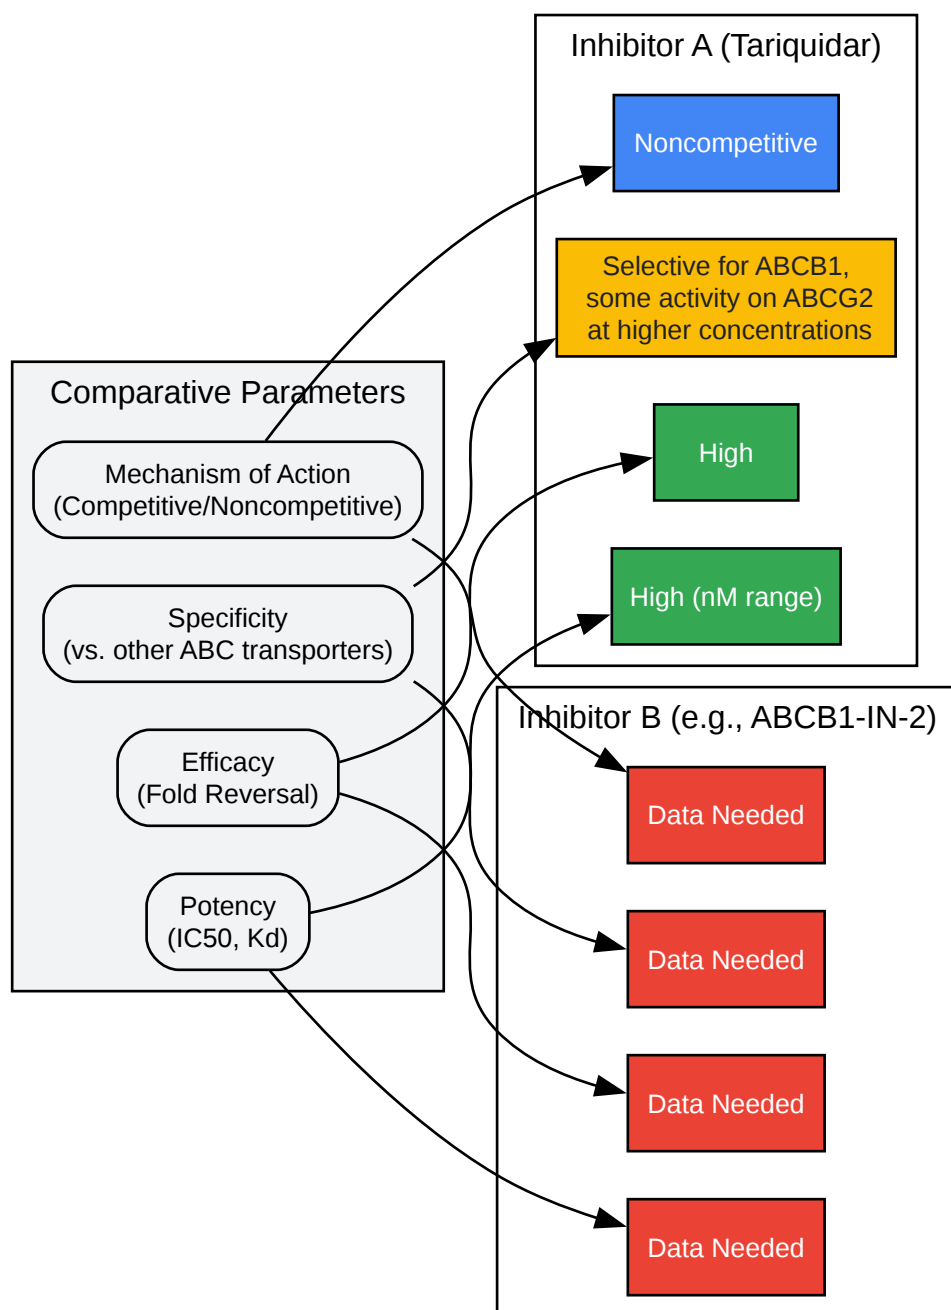 Inhibitor A (Tariquidar)
Noncompetitive
Selective for ABCB1,
some activity on ABCG2
at higher concentrations
High
High (nM range)
Comparative Parameters
Mechanism of Action
(Competitive/Noncompetitive)
Specificity
(vs. other ABC transporters)
Efficacy
(Fold Reversal)
Potency
(IC50, Kd)
Inhibitor B (e.g., ABCB1-IN-2)
Data Needed
Data Needed
Data Needed
Data Needed